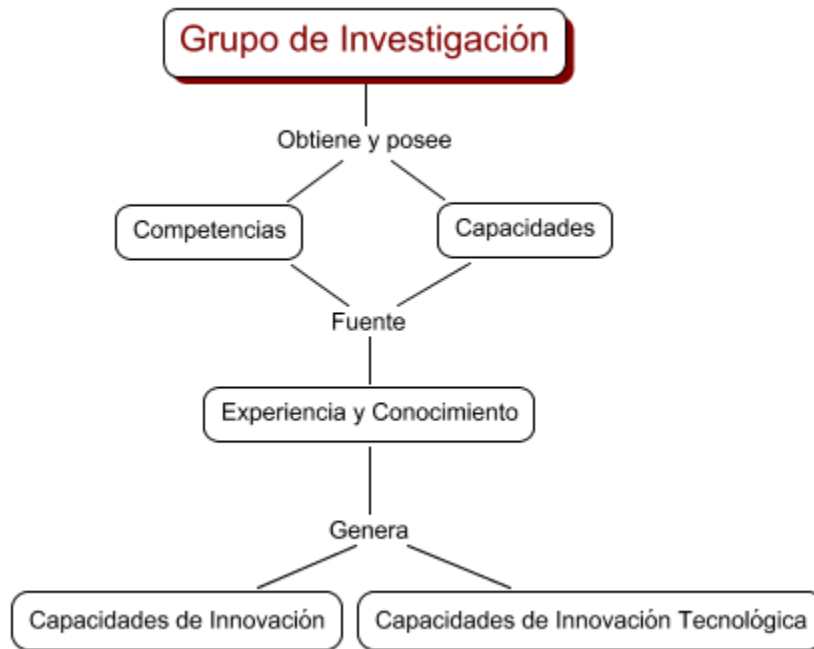 Grupo de Investigación
Obtiene y posee
Competencias
Capacidades
Fuente
Experiencia y Conocimiento
Genera
Capacidades de Innovación
Capacidades de Innovación Tecnológica